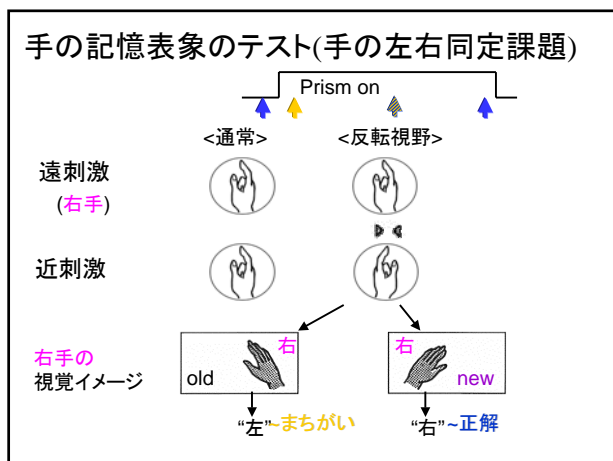 手の記憶表象のテスト(手の左右同定課題)
Prism on
<通常> <反転視野>
遠刺激
(右手)
近刺激
右手の
視覚イメージ
右
old
右
new
“左”~まちがい
“右”~正解